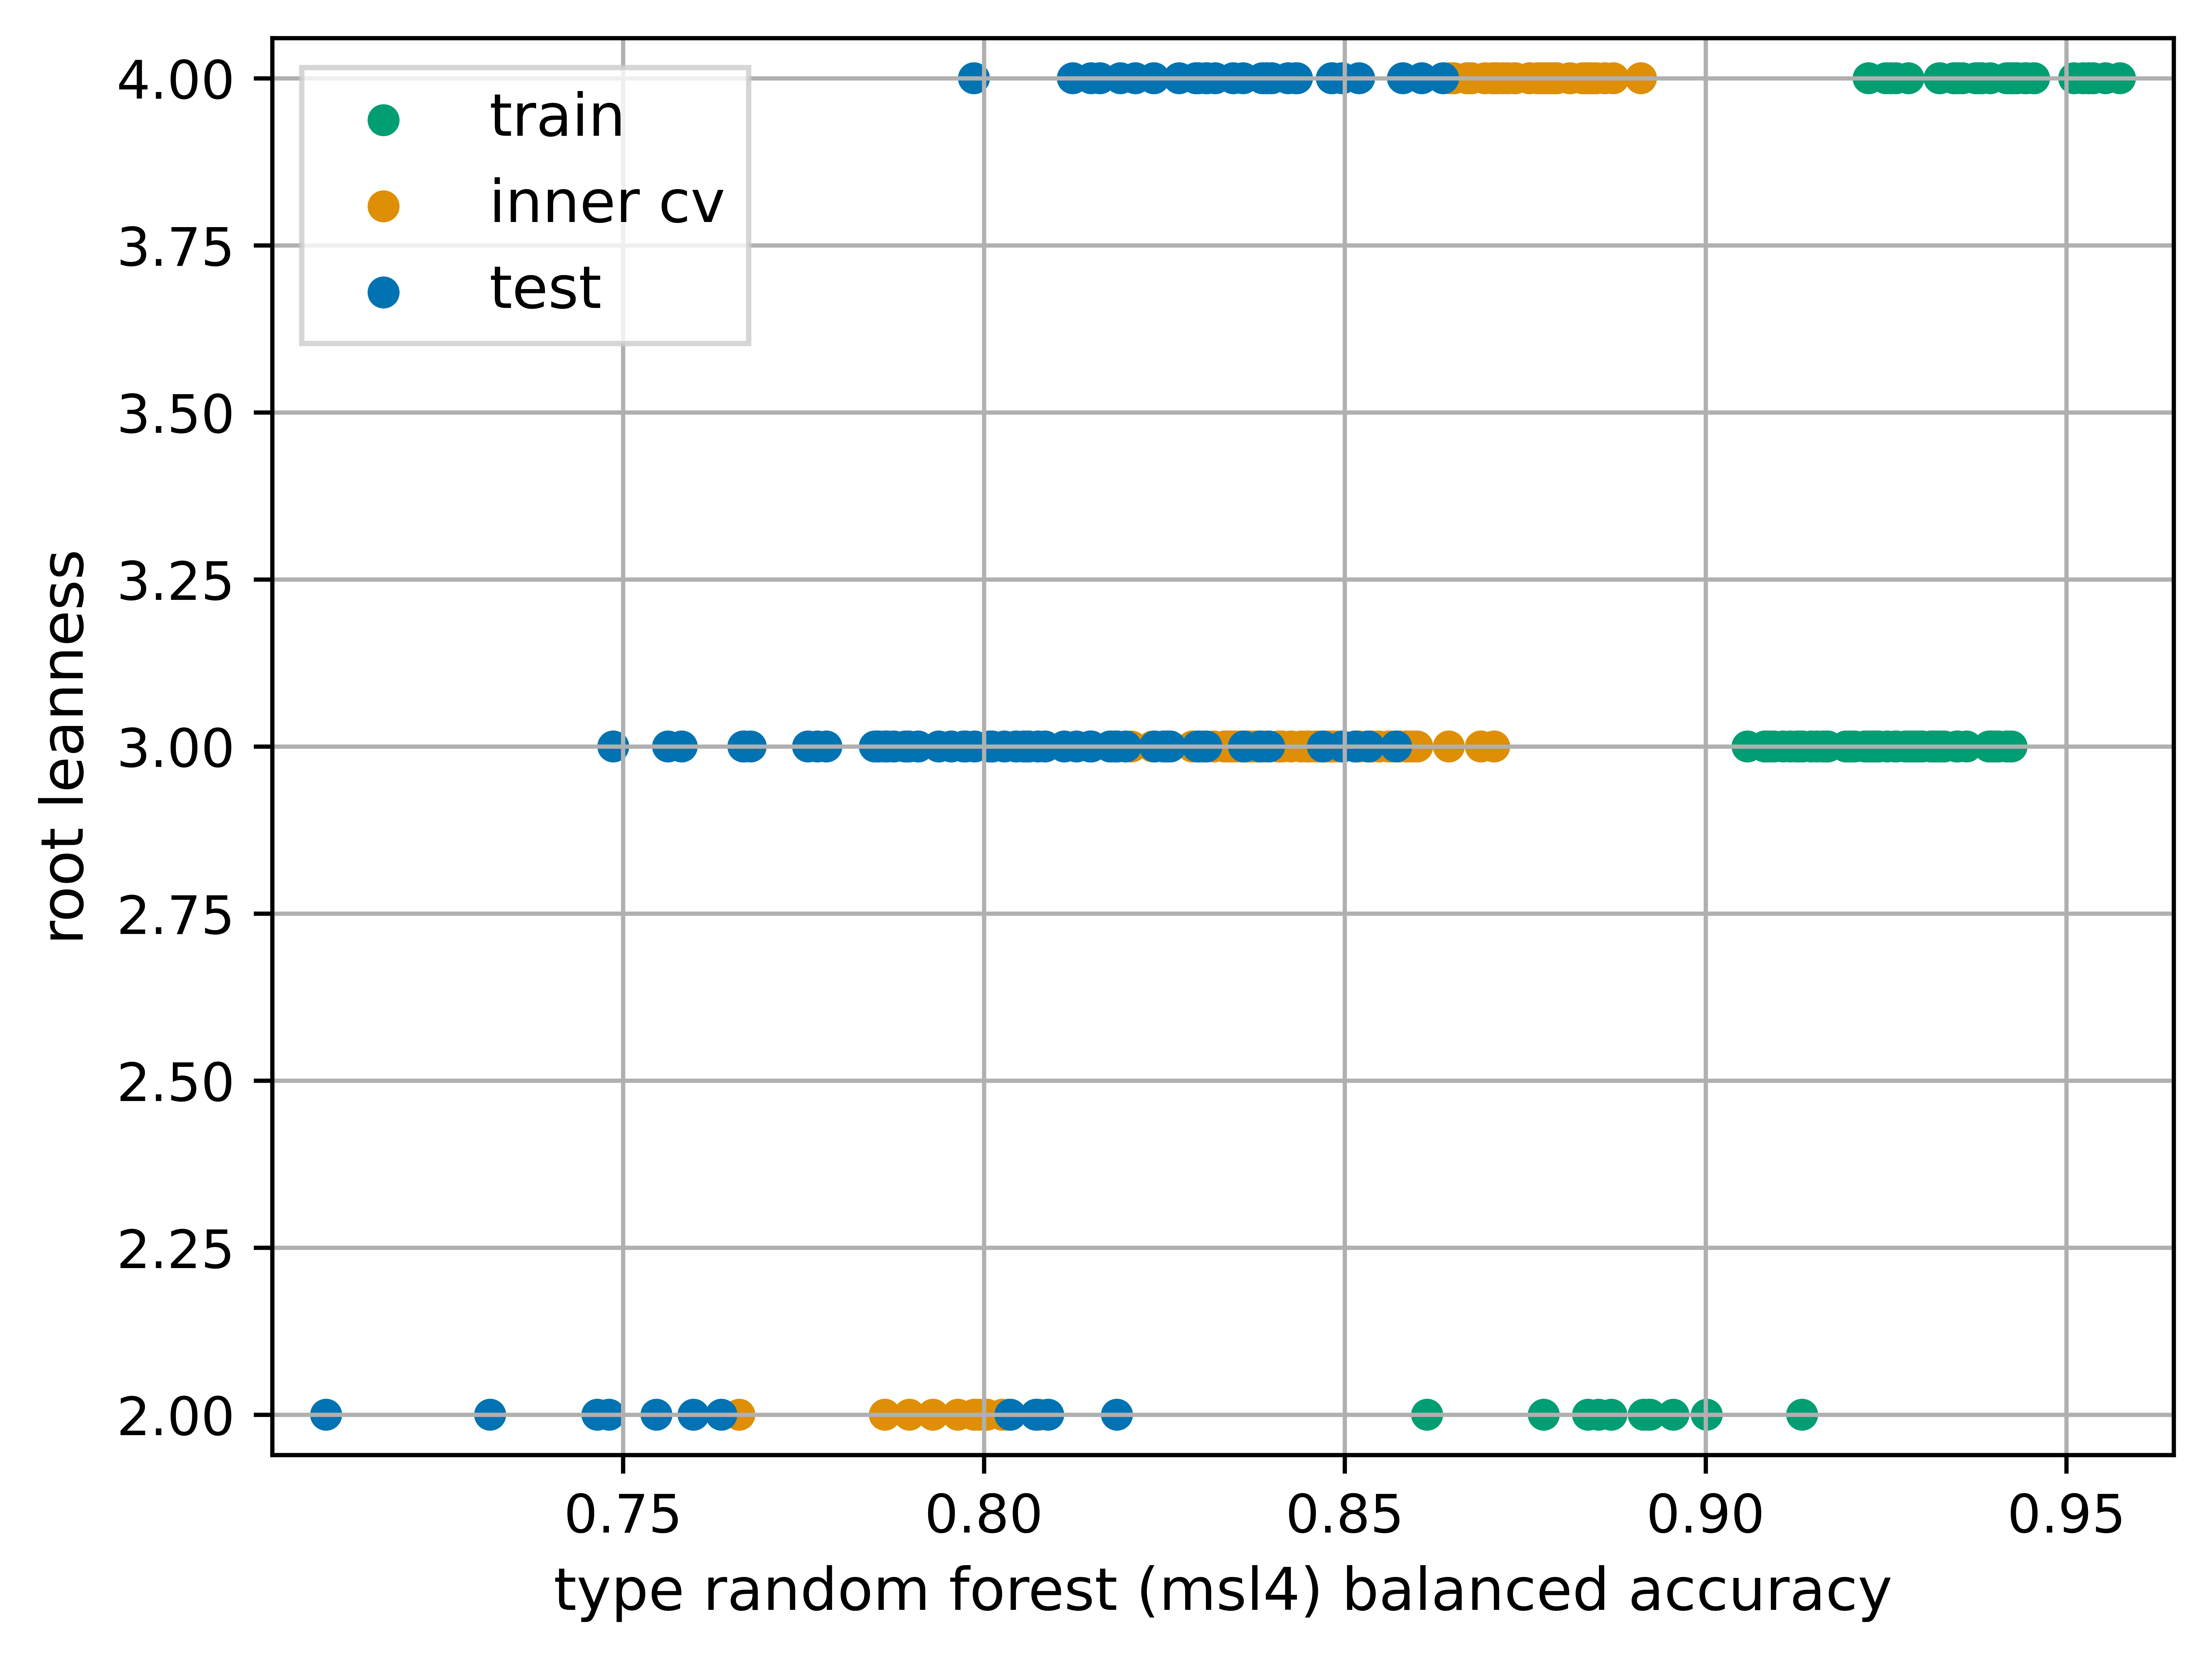 train
inner cv
test
4.00
3.75
3.50
3.25
3.00
2.75
2.50
2.25
2.00
root leanness
0.75 0.80 0.85 0.90 0.95
type random forest (msl4) balanced accuracy